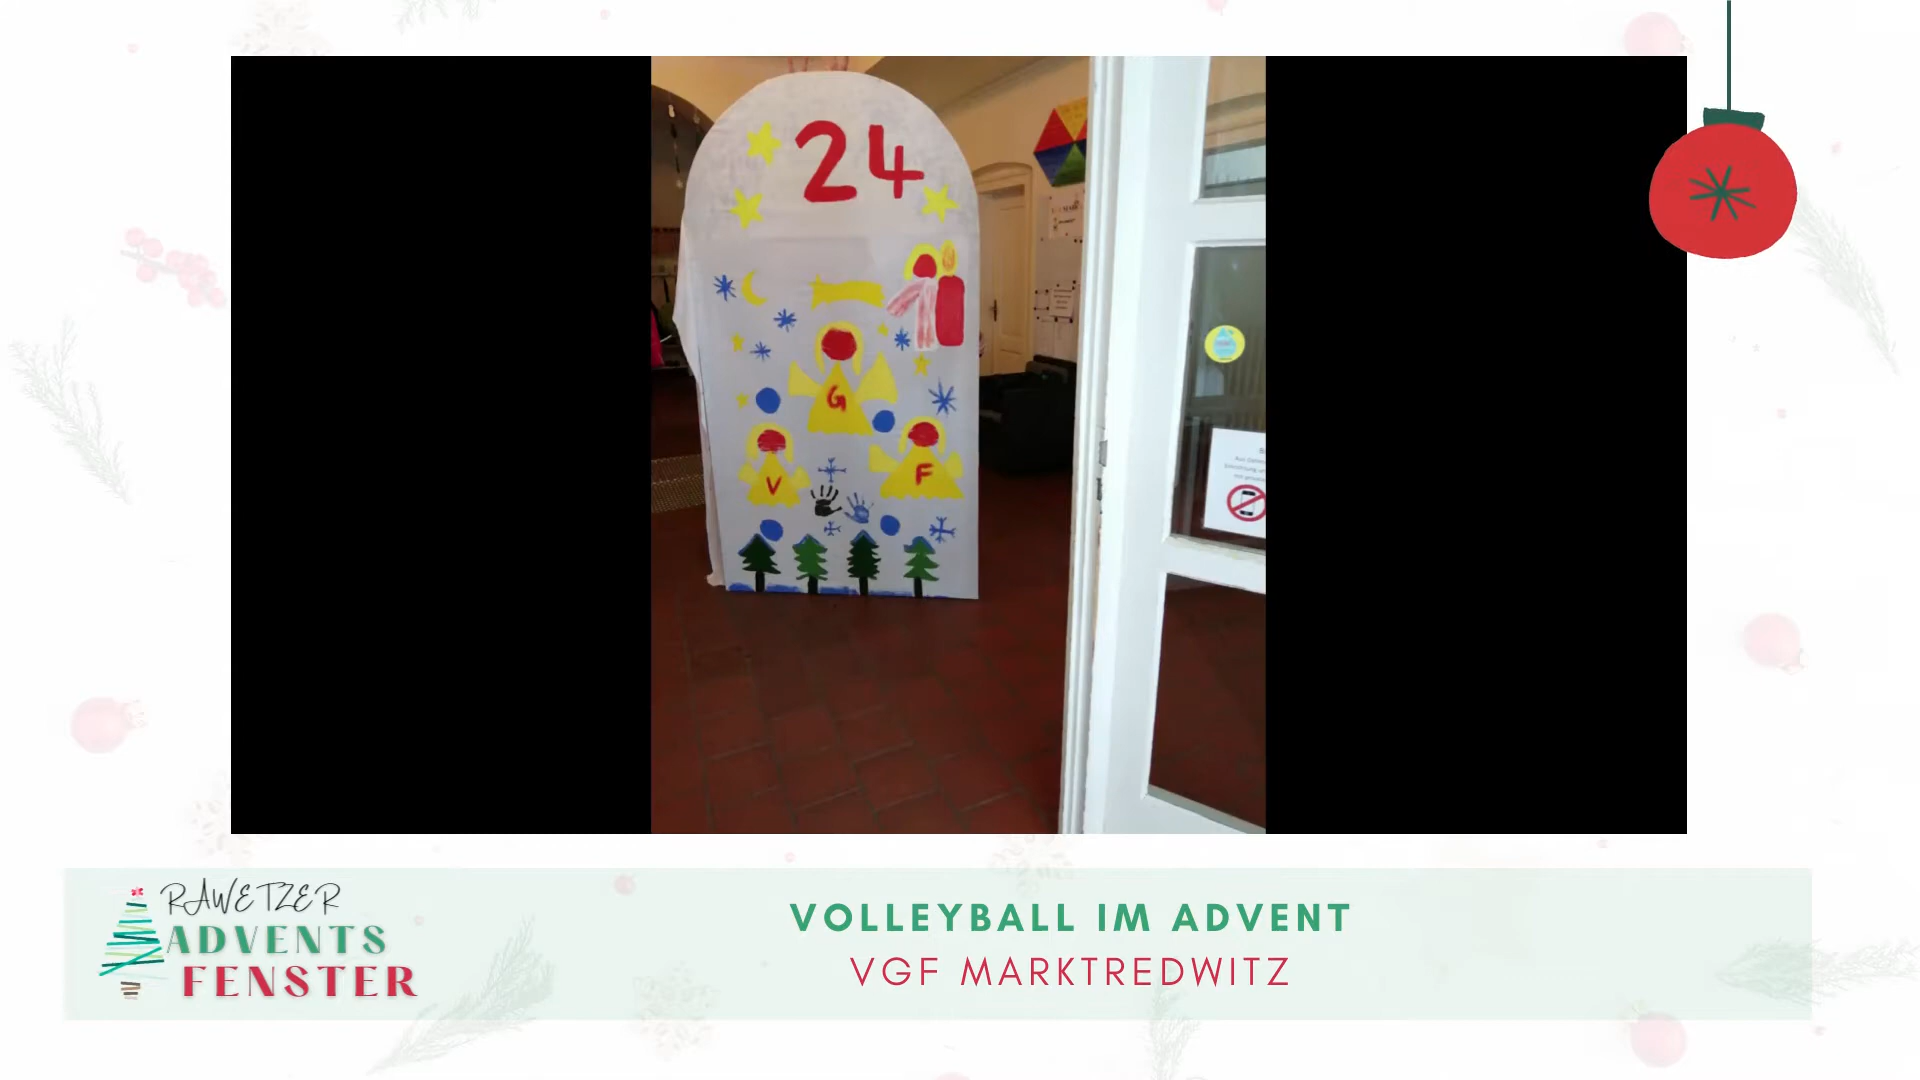 24
G
V
F
RAWETZER
ADVENTS
FENSTER
VOLLEYBALL IM ADVENT
VGF MARKTREDWITZ